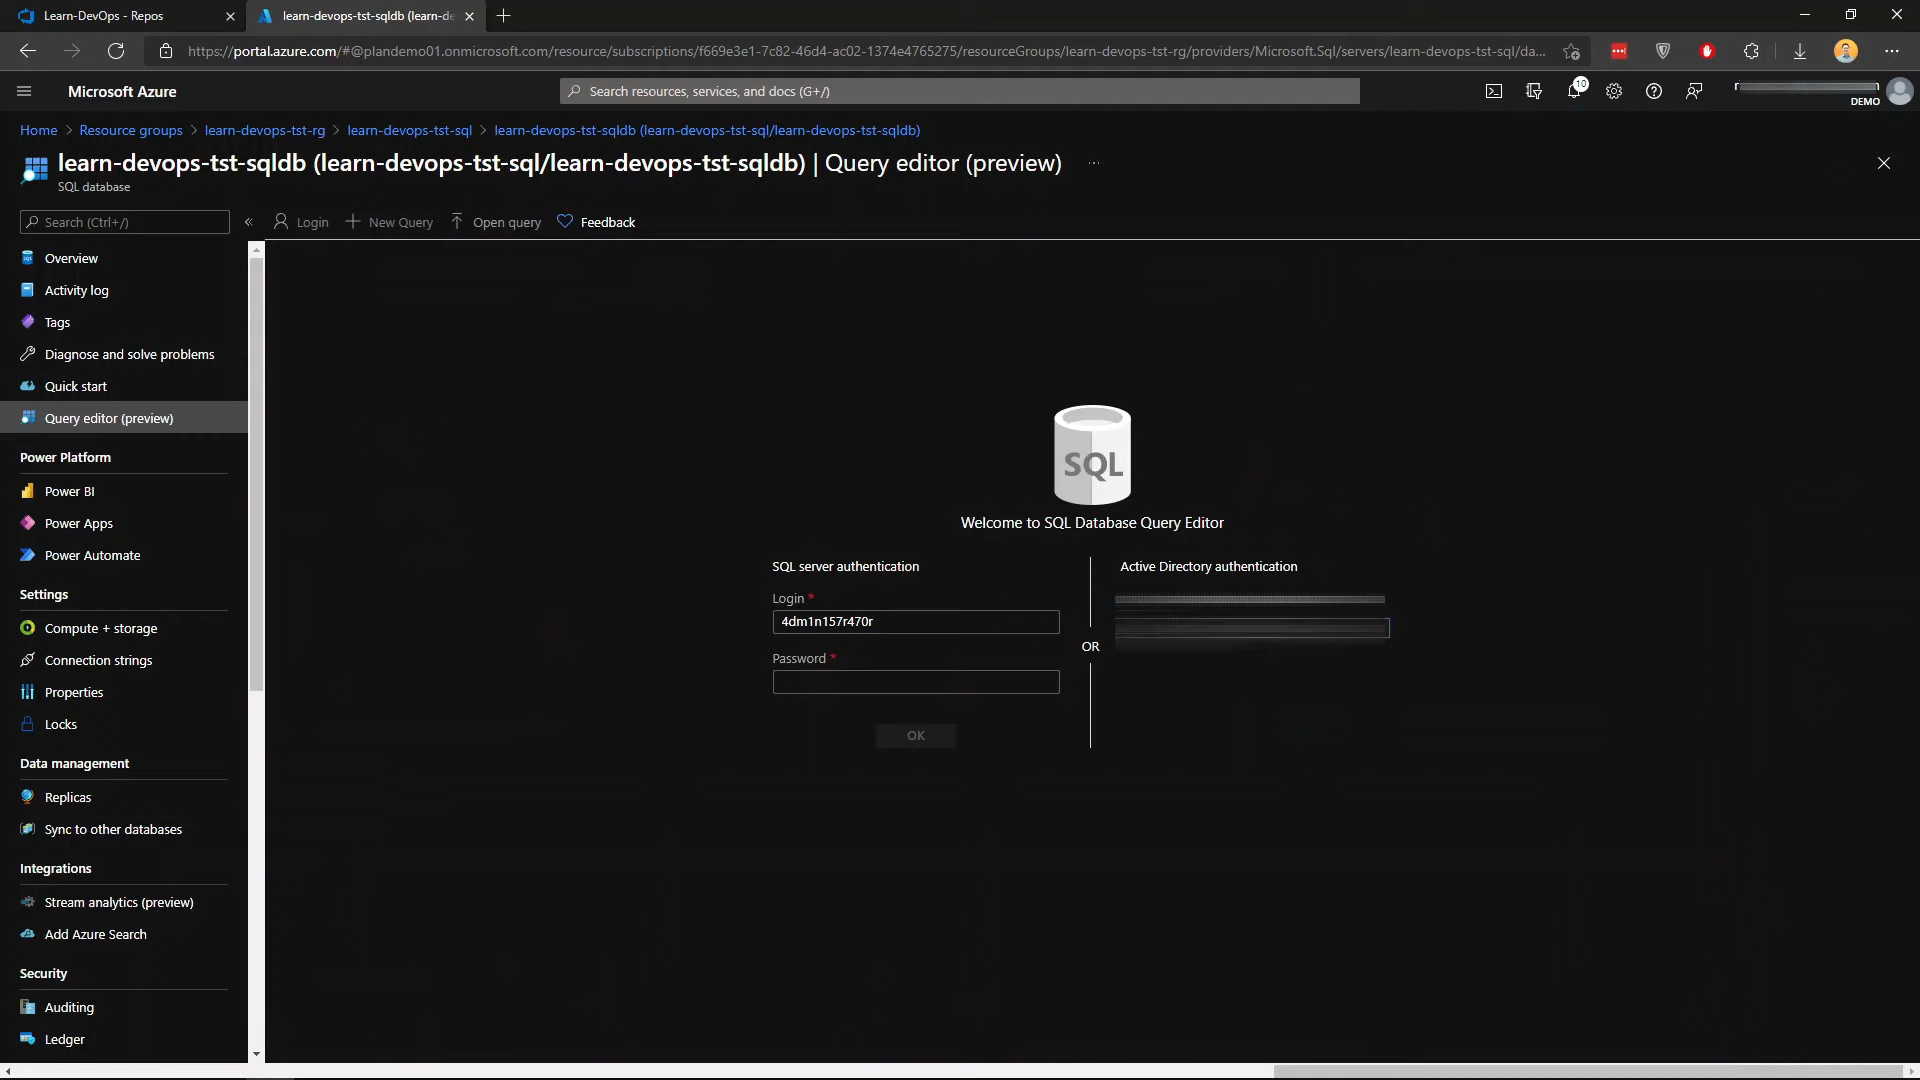 Learn-DevOps - Repos
learn-devops-tst-sqldb (learn-de
https://portal.azure.com/#@plandemo01.onmicrosoft.com/resource/subscriptions/f669e3e1-7c82-46d4-ac02-1374e4765275/resourceGroups/learn-devops-tst-rg/providers/Microsoft.Sql/servers/learn-devops-tst-sql/da...
Microsoft Azure
Search resources, services, and docs (G+/)
10
DEMO
Home > Resource groups > learn-devops-tst-rg > learn-devops-tst-sql > learn-devops-tst-sqldb (learn-devops-tst-sql/learn-devops-tst-sqldb)
learn-devops-tst-sqldb (learn-devops-tst-sql/learn-devops-tst-sqldb) | Query editor (preview) ...
SQL database
Search (Ctrl+/)
« Login New Query Open query Feedback
Overview
Activity log
Tags
Diagnose and solve problems
Quick start
Query editor (preview)
Power Platform
Power BI
Power Apps
Power Automate
Settings
Compute + storage
Connection strings
Properties
Locks
Data management
Replicas
Sync to other databases
Integrations
Stream analytics (preview)
Add Azure Search
Security
Auditing
Ledger
SQL
Welcome to SQL Database Query Editor
SQL server authentication
Login *
4dm1n157r470r
Password *
OK
OR
Active Directory authentication